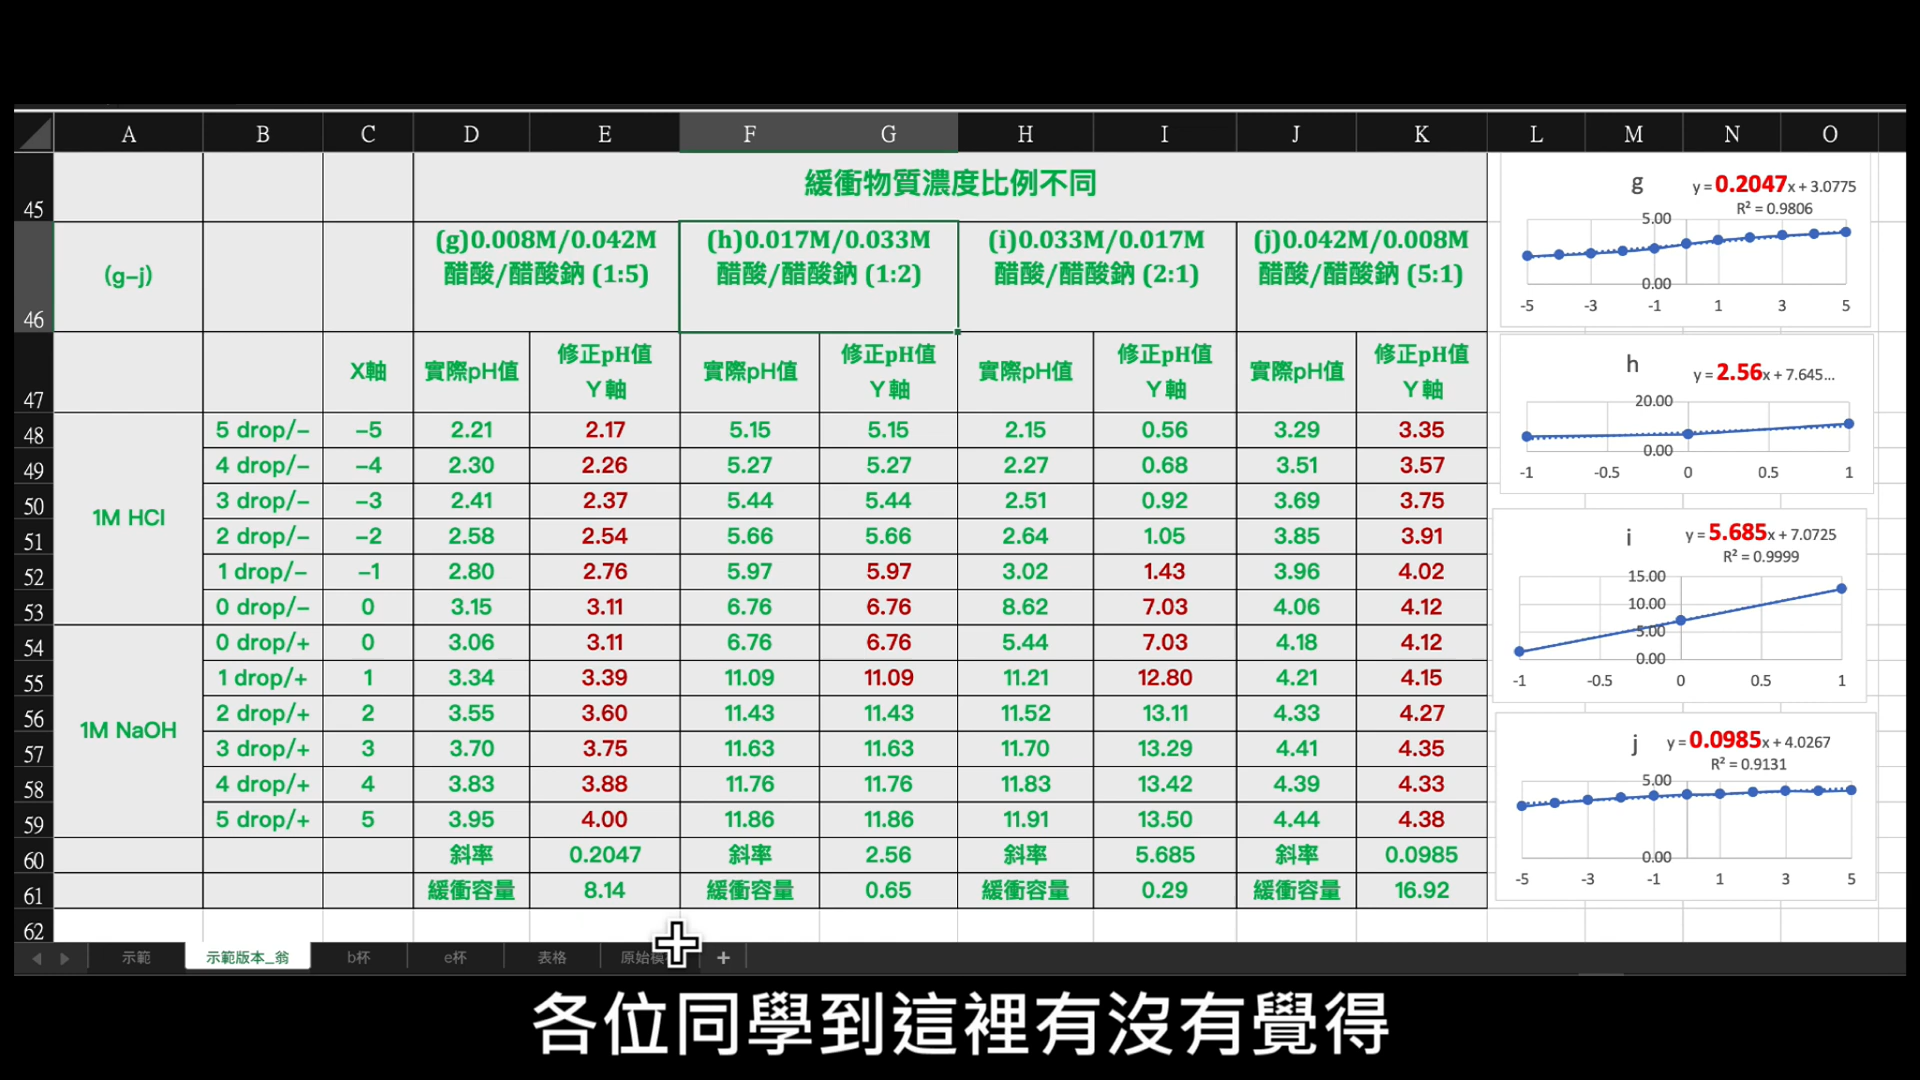 A B C D E F G H I J K L M N O
45 緩衝物質濃度比例不同
46 (g–j) (g)0.008M/0.042M 醋酸/醋酸鈉 (1:5) (h)0.017M/0.033M 醋酸/醋酸鈉 (1:2) (i)0.033M/0.017M 醋酸/醋酸鈉 (2:1) (j)0.042M/0.008M 醋酸/醋酸鈉 (5:1)
47 X軸 實際pH值 修正pH值 Y 軸 實際pH值 修正pH值 Y 軸 實際pH值 修正pH值 Y 軸 實際pH值 修正pH值 Y 軸
1M HCl
48 5 drop/– –5 2.21 2.17 5.15 5.15 2.15 0.56 3.29 3.35
49 4 drop/– –4 2.30 2.26 5.27 5.27 2.27 0.68 3.51 3.57
50 3 drop/– –3 2.41 2.37 5.44 5.44 2.51 0.92 3.69 3.75
51 2 drop/– –2 2.58 2.54 5.66 5.66 2.64 1.05 3.85 3.91
52 1 drop/– –1 2.80 2.76 5.97 5.97 3.02 1.43 3.96 4.02
53 0 drop/– 0 3.15 3.11 6.76 6.76 8.62 7.03 4.06 4.12
1M NaOH
54 0 drop/+ 0 3.06 3.11 6.76 6.76 5.44 7.03 4.18 4.12
55 1 drop/+ 1 3.34 3.39 11.09 11.09 11.21 12.80 4.21 4.15
56 2 drop/+ 2 3.55 3.60 11.43 11.43 11.52 13.11 4.33 4.27
57 3 drop/+ 3 3.70 3.75 11.63 11.63 11.70 13.29 4.41 4.35
58 4 drop/+ 4 3.83 3.88 11.76 11.76 11.83 13.42 4.39 4.33
59 5 drop/+ 5 3.95 4.00 11.86 11.86 11.91 13.50 4.44 4.38
60 斜率 0.2047 斜率 2.56 斜率 5.685 斜率 0.0985
61 緩衝容量 8.14 緩衝容量 0.65 緩衝容量 0.29 緩衝容量 16.92
62
g y = 0.2047x + 3.0775
R² = 0.9806
5.00
0.00
-5 -3 -1 1 3 5
h y = 2.56x + 7.645...
20.00
0.00
-1 -0.5 0 0.5 1
i y = 5.685x + 7.0725
R² = 0.9999
15.00
10.00
5.00
0.00
-1 -0.5 0 0.5 1
j y = 0.0985x + 4.0267
R² = 0.9131
5.00
0.00
-5 -3 -1 1 3 5
示範 示範版本_翁 b杯 e杯 表格 原始 +
各位同學到這裡有沒有覺得